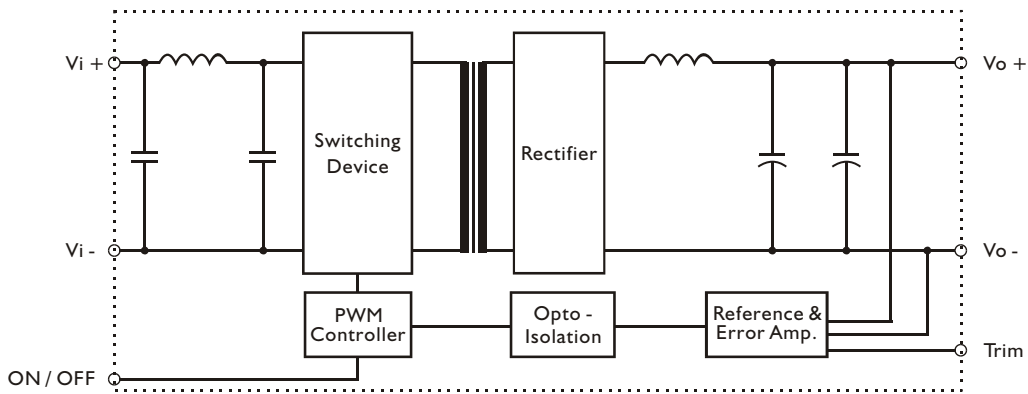 Vi +
Switching
Device
Rectifier
Vo +
Vi -
Vo -
PWM
Controller
Opto -
Isolation
Reference &
Error Amp.
Trim
ON / OFF